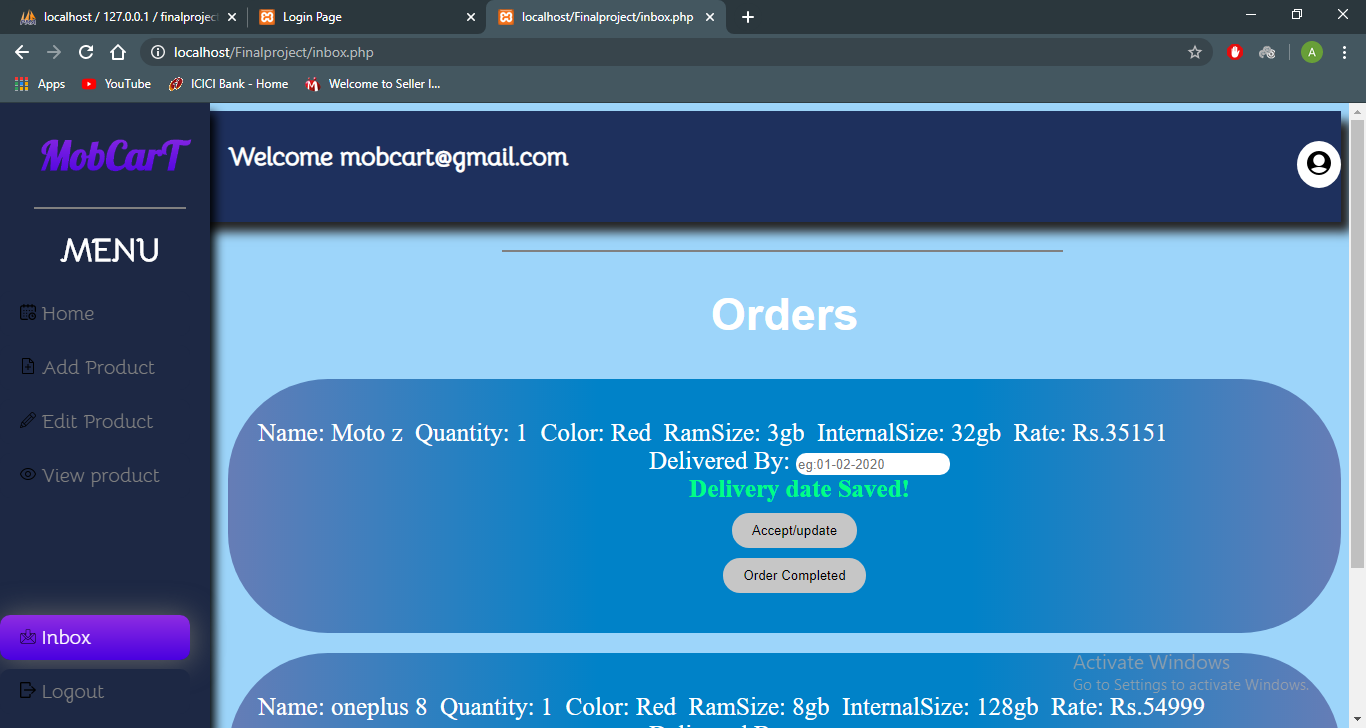 localhost / 127.0.0.1 / finalproject
Login Page
localhost/Finalproject/inbox.php
localhost/Finalproject/inbox.php
A
Apps
YouTube
ICICI Bank - Home
Welcome to Seller I...
MobCarT
Welcome mobcart@gmail.com
MENU
Home
Add Product
Edit Product
View product
Inbox
Logout
Orders
Name: Moto z Quantity: 1 Color: Red RamSize: 3gb InternalSize: 32gb Rate: Rs.35151
Delivered By: eg:01-02-2020
Delivery date Saved!
Accept/update
Order Completed
Activate Windows
Go to Settings to activate Windows.
Name: oneplus 8 Quantity: 1 Color: Red RamSize: 8gb InternalSize: 128gb Rate: Rs.54999